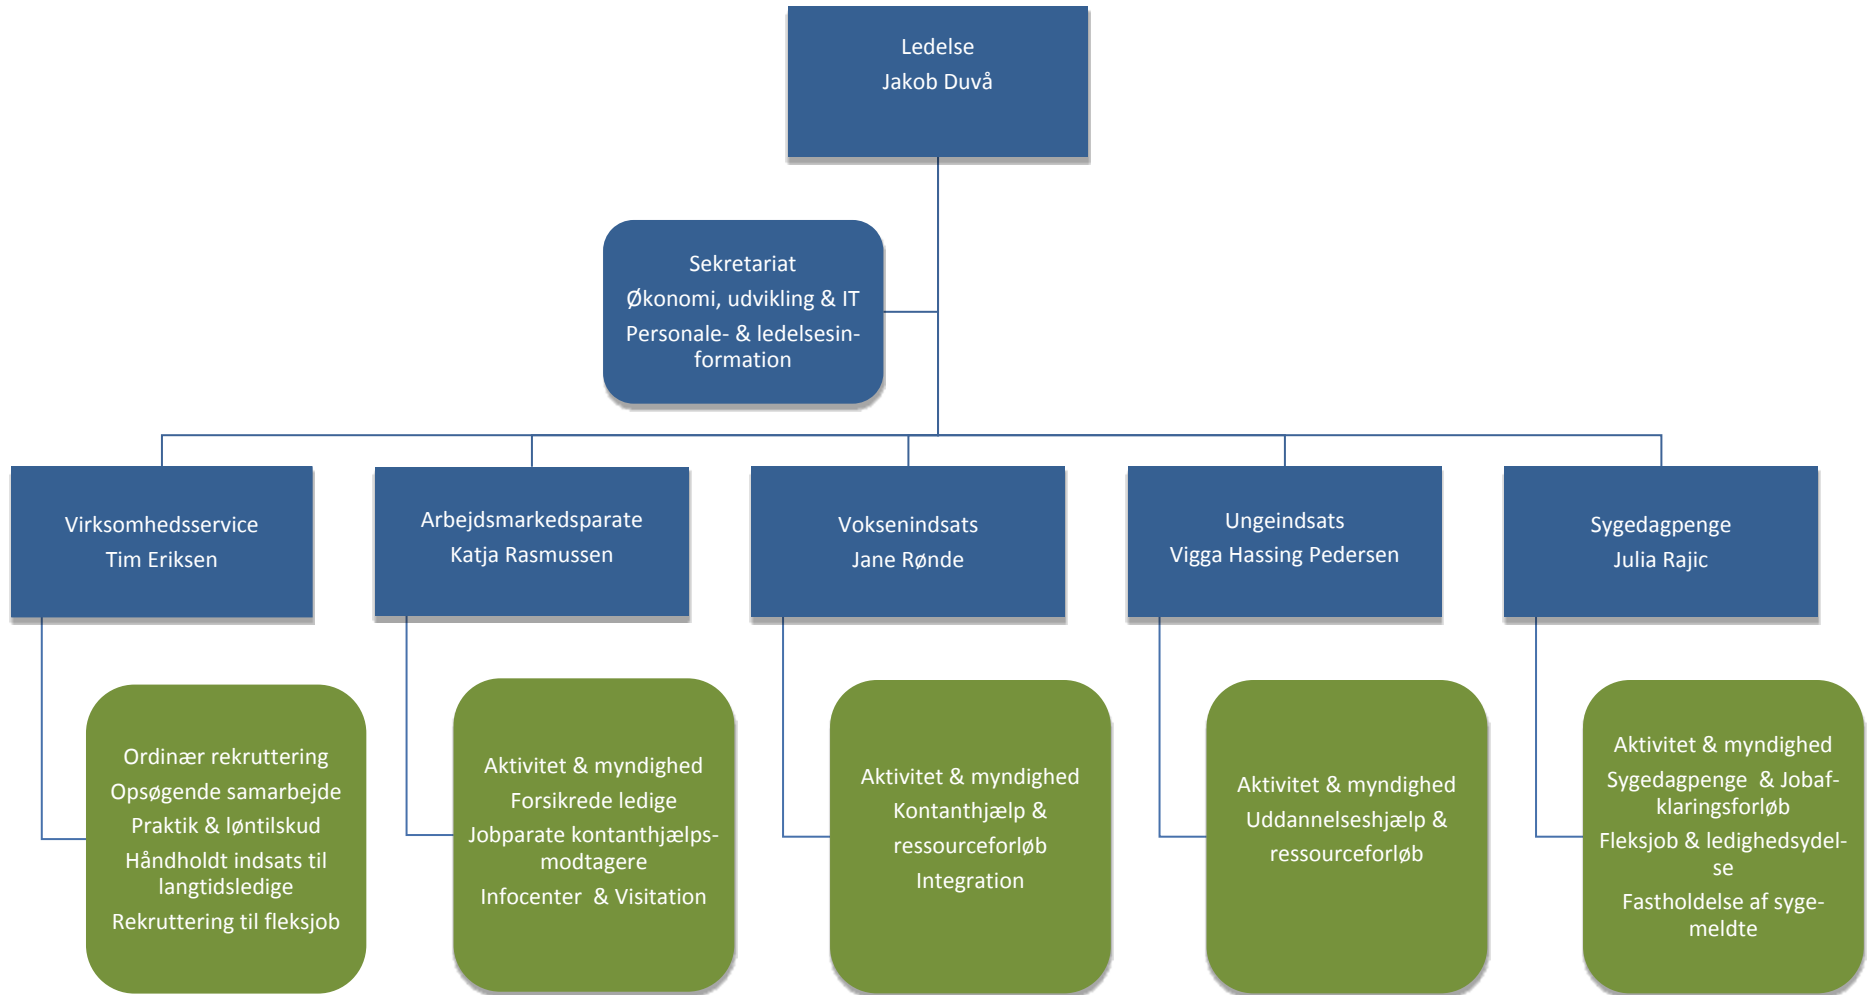 Ledelse
Jakob Duvå
Sekretariat
Økonomi, udvikling & IT
Personale- & ledelsesin-
formation
Virksomhedsservice
Tim Eriksen
Arbejdsmarkedsparate
Katja Rasmussen
Voksenindsats
Jane Rønde
Ungeindsats
Vigga Hassing Pedersen
Sygedagpenge
Julia Rajic
Ordinær rekruttering
Opsøgende samarbejde
Praktik & løntilskud
Håndholdt indsats til
langtidsledige
Rekruttering til fleksjob
Aktivitet & myndighed
Forsikrede ledige
Jobparate kontanthjælps-
modtagere
Infocenter  & Visitation
Aktivitet & myndighed
Kontanthjælp &
ressourceforløb
Integration
Aktivitet & myndighed
Uddannelseshjælp &
ressourceforløb
Aktivitet & myndighed
Sygedagpenge  & Jobaf-
klaringsforløb
Fleksjob & ledighedsydel-
se
Fastholdelse af syge-
meldte